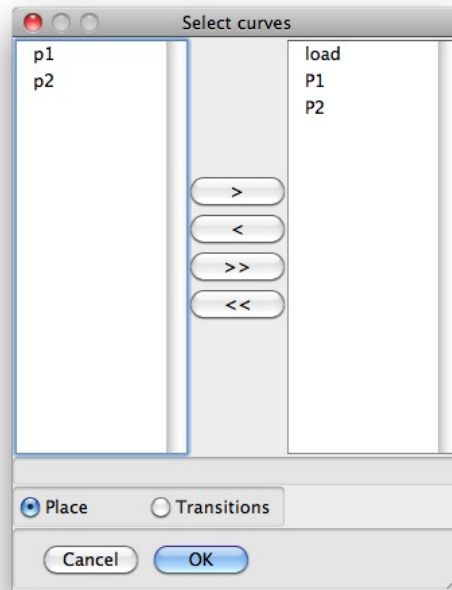 Select curves
p1
p2
load
P1
P2
>
<
>>
<<
Place
Transitions
Cancel
OK